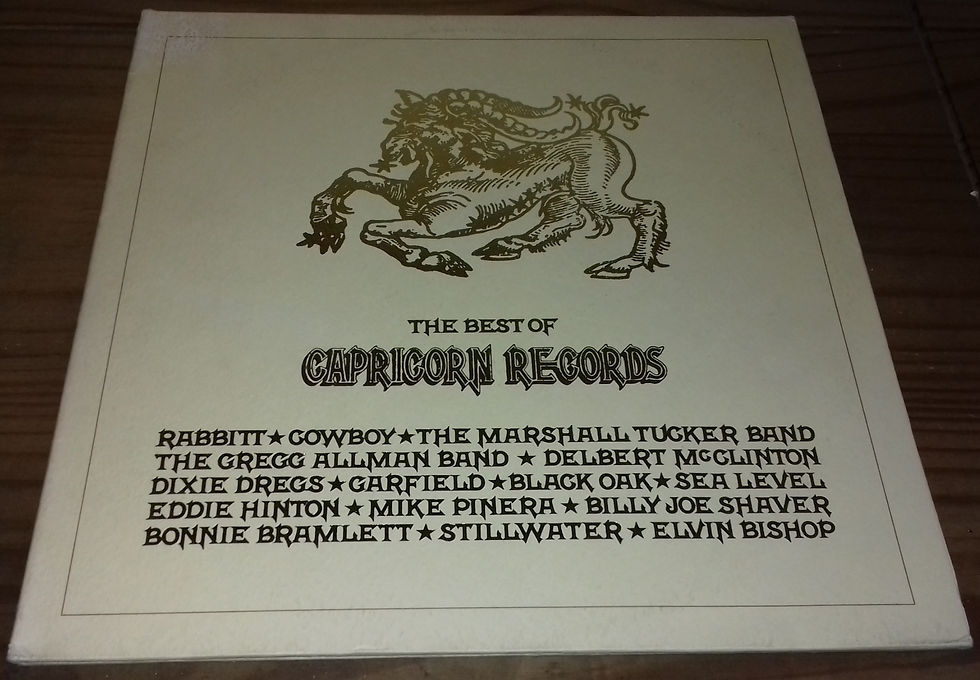 THE BEST OF
CAPRICORN RECORDS
RABBITT★COWBOY★THE MARSHALL TUCKER BAND
THE GREGG ALLMAN BAND ★ DELBERT McCLINTON
DIXIE DREGS★GARFIELD★BLACK OAK★SEA LEVEL
EDDIE HINTON★MIKE PINERA★BILLY JOE SHAVER
BONNIE BRAMLETT★STILLWATER★ELVIN BISHOP